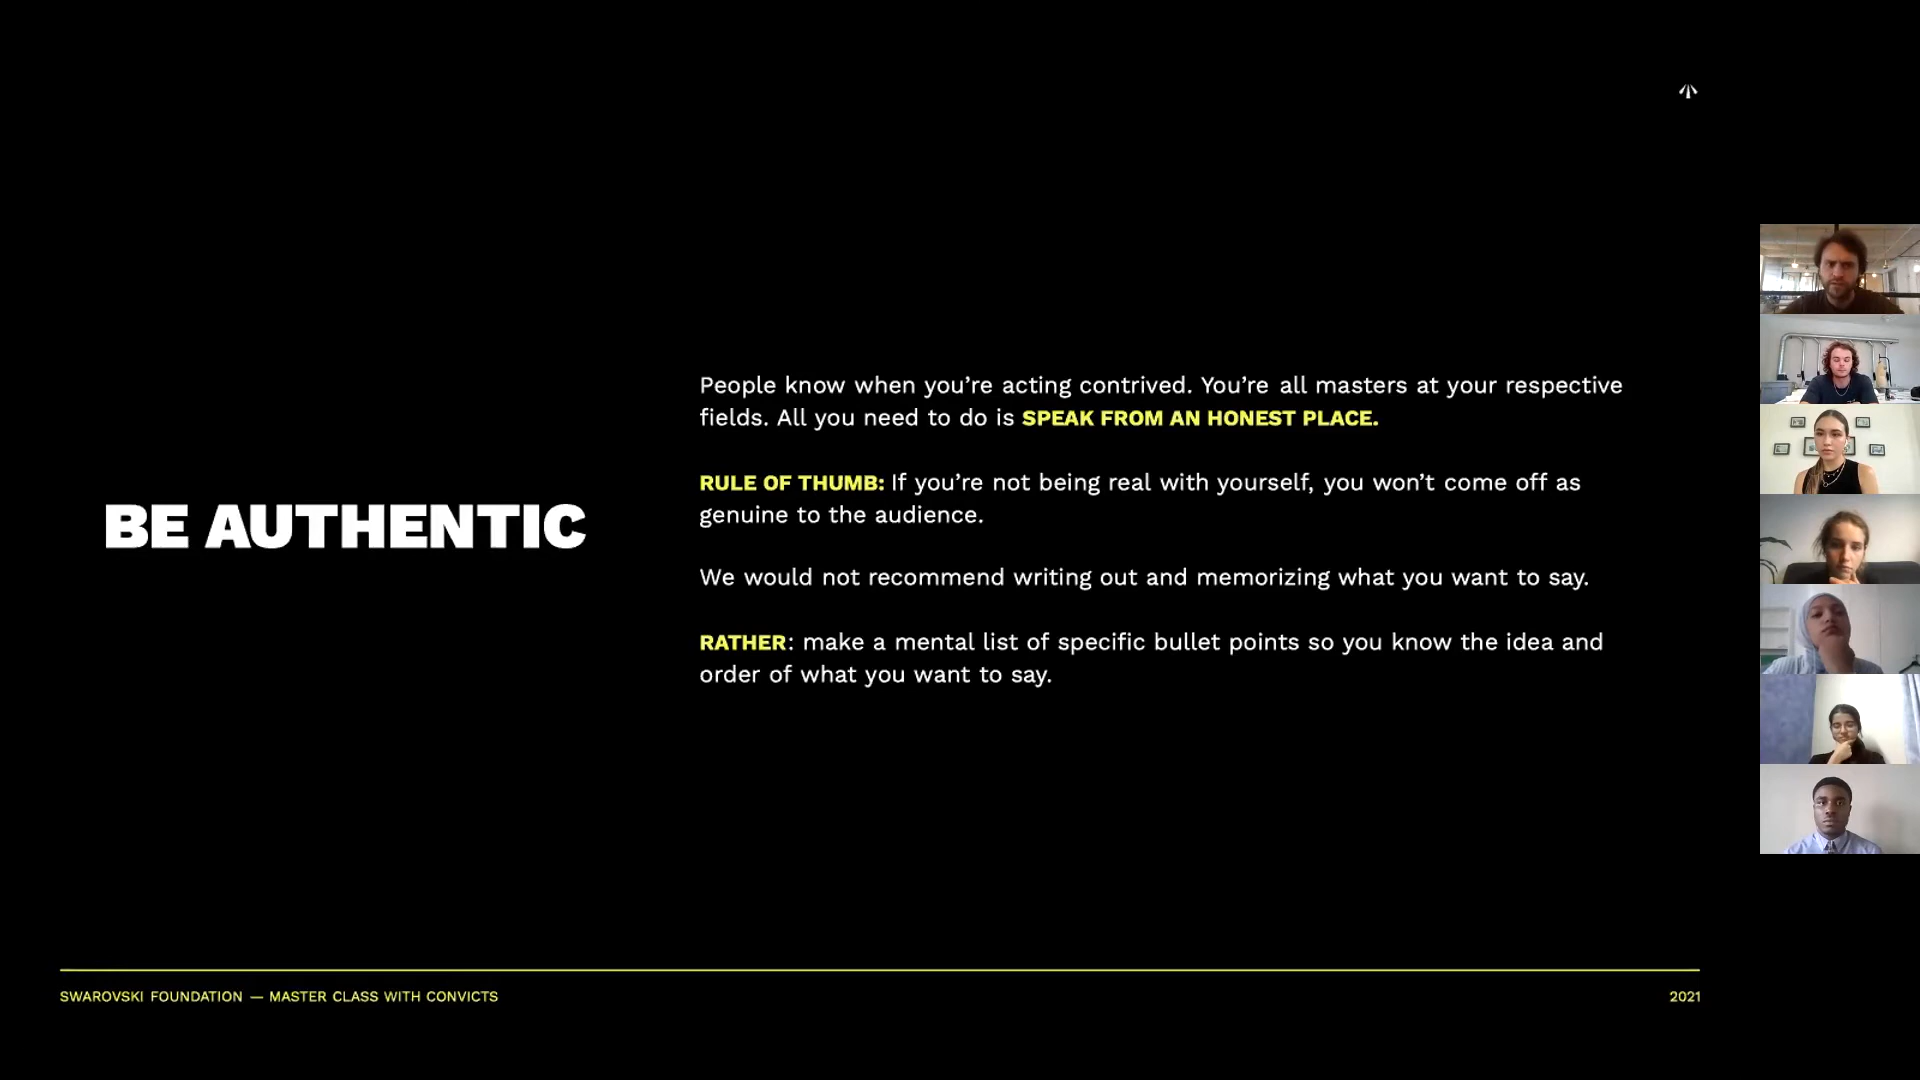 BE AUTHENTIC
People know when you’re acting contrived. You’re all masters at your respective
fields. All you need to do is SPEAK FROM AN HONEST PLACE.
RULE OF THUMB: If you’re not being real with yourself, you won’t come off as
genuine to the audience.
We would not recommend writing out and memorizing what you want to say.
RATHER: make a mental list of specific bullet points so you know the idea and
order of what you want to say.
SWAROVSKI FOUNDATION — MASTER CLASS WITH CONVICTS
2021